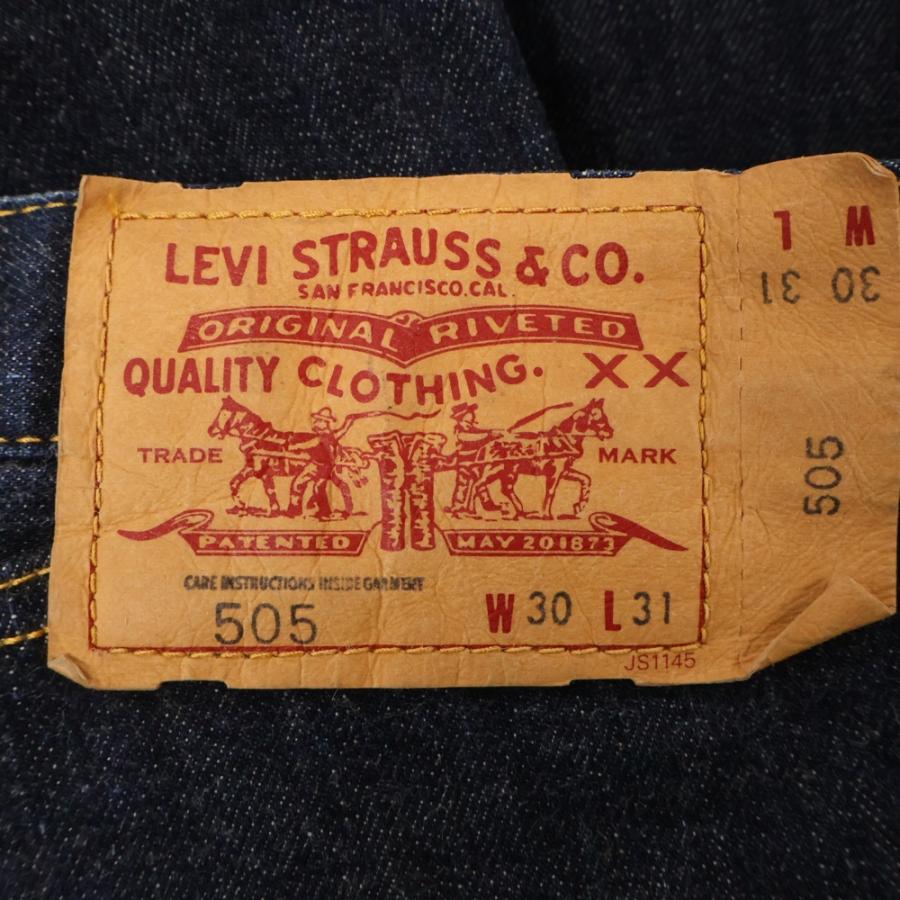 LEVI STRAUSS & CO.
SAN FRANCISCO.CAL.
ORIGINAL RIVETED
QUALITY CLOTHING. XX
TRADE MARK
PATENTED MAY 20 1873
CARE INSTRUCTIONS INSIDE GARMENT
505 W 30 L 31
JS1145
W L
30 31
505